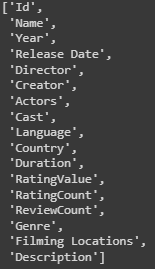 ['Id',
'Name',
'Year',
'Release Date',
'Director',
'Creator',
'Actors',
'Cast',
'Language',
'Country',
'Duration',
'RatingValue',
'RatingCount',
'ReviewCount',
'Genre',
'Filming Locations',
'Description']